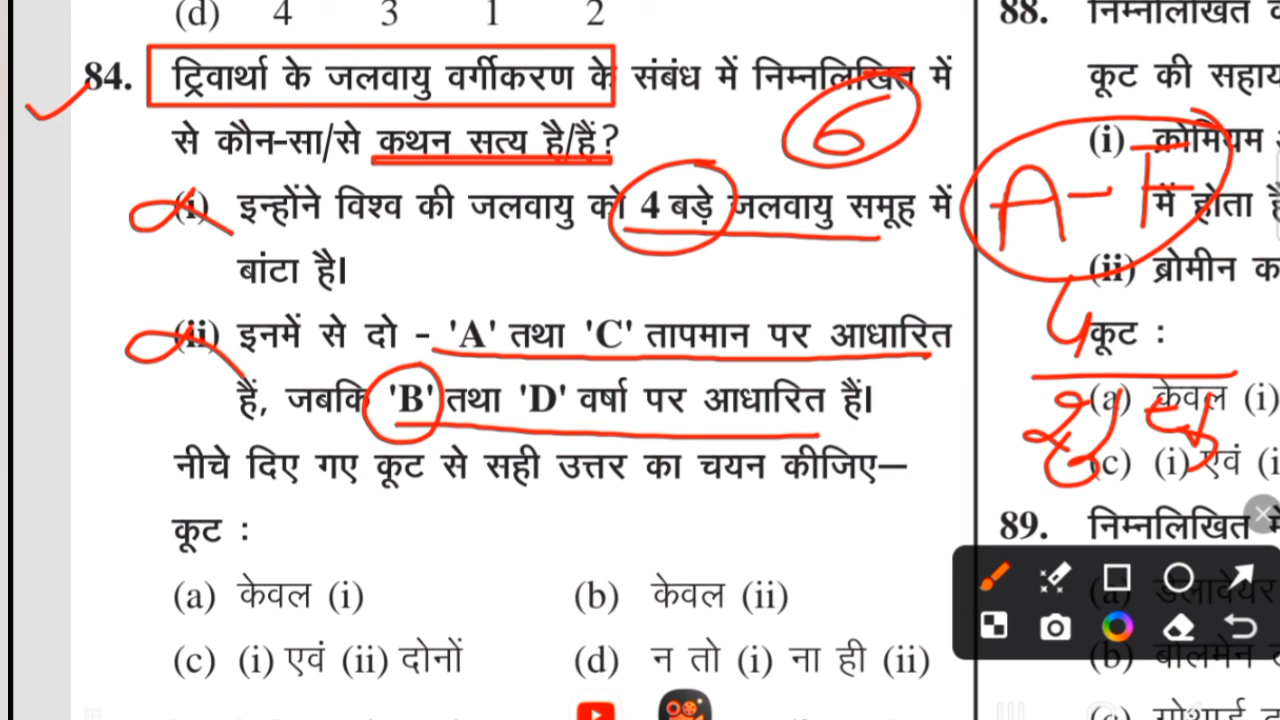 (d) 4 3 1 2
84. ट्रिवार्था के जलवायु वर्गीकरण के संबंध में निम्नलिखित में
से कौन-सा/से कथन सत्य है/हैं?
6
(i) इन्होंने विश्व की जलवायु को 4 बड़े जलवायु समूह में
बांटा है।
(ii) इनमें से दो - 'A' तथा 'C' तापमान पर आधारित
हैं, जबकि 'B' तथा 'D' वर्षा पर आधारित हैं।
नीचे दिए गए कूट से सही उत्तर का चयन कीजिए—
कूट :
(a) केवल (i) (b) केवल (ii)
(c) (i) एवं (ii) दोनों (d) न तो (i) ना ही (ii)
88. निम्नलिखित
कूट की सहाय
(i) क्रोमियम
A-F
में होता है
(ii) ब्रोमीन क
कूट :
(a) केवल (i)
(c) (i) एवं (i
89. निम्नलिखित में
(a) डेलावेयर
(b) बोलमेन
(c) गोथार्ड